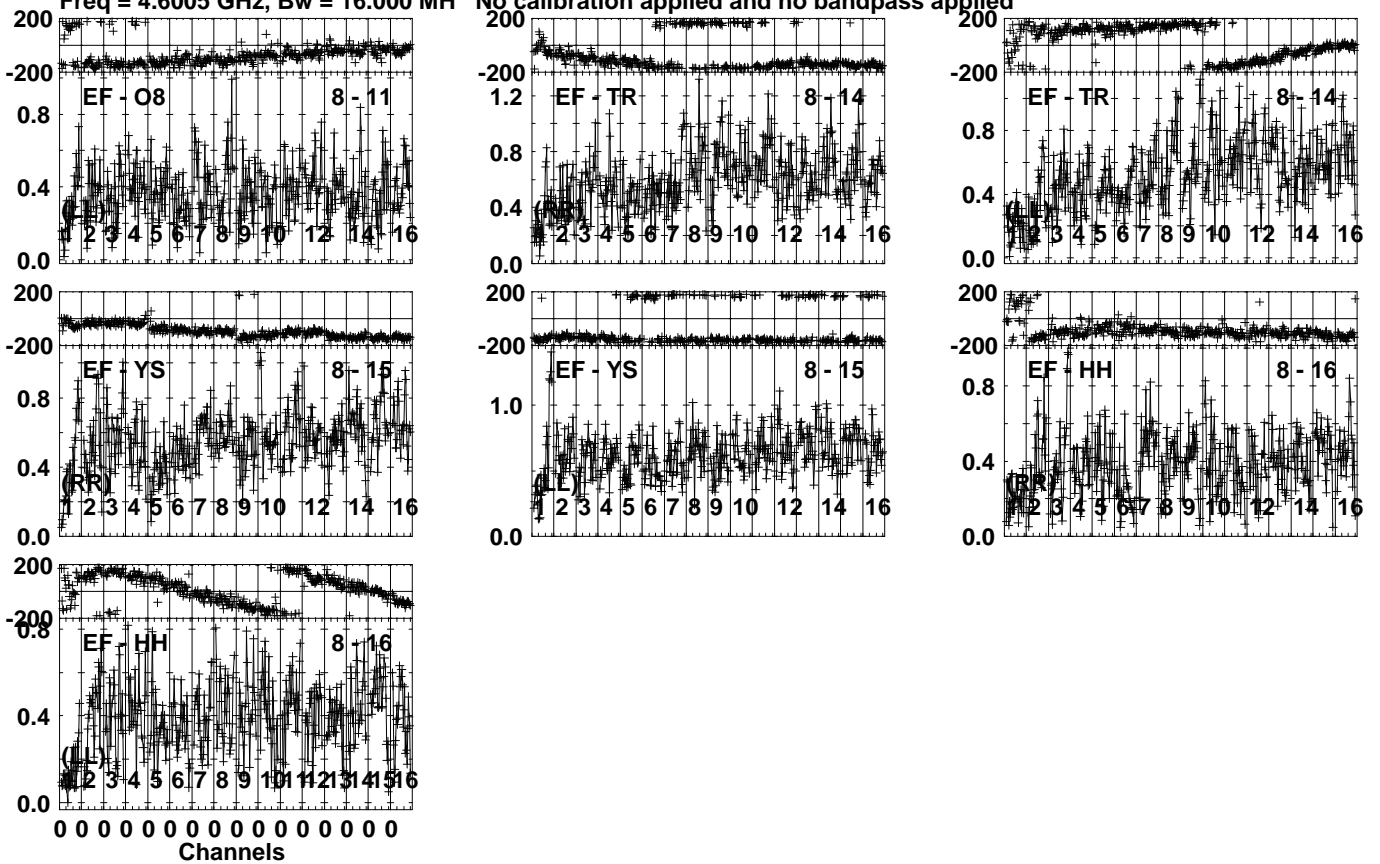 Freq = 4.6005 GHz, Bw = 16.000 MH No calibration applied and no bandpass applied
200
-200
EF - O8 8 - 11
0.8
0.4
(LL)
1 2 3 4 5 6 7 8 9 10 12 14 16
0.0
200
-200
EF - TR 8 - 14
1.2
0.8
0.4
(RR)
1 2 3 4 5 6 7 8 9 10 12 14 16
0.0
200
-200
EF - TR 8 - 14
0.8
0.4
(LL)
1 2 3 4 5 6 7 8 9 10 12 14 16
0.0
200
-200
EF - YS 8 - 15
0.8
0.4
(RR)
1 2 3 4 5 6 7 8 9 10 12 14 16
0.0
200
-200
EF - YS 8 - 15
1.0
(LL)
1 2 3 4 5 6 7 8 9 10 12 14 16
0.0
200
-200
EF - HH 8 - 16
0.8
0.4
(RR)
1 2 3 4 5 6 7 8 9 10 12 14 16
0.0
200
-200
0.8
EF - HH 8 - 16
0.4
(LL)
1 2 3 4 5 6 7 8 9 10 11 12 13 14 15 16
0.0
0 0 0 0 0 0 0 0 0 0 0 0 0 0 0 0
Channels